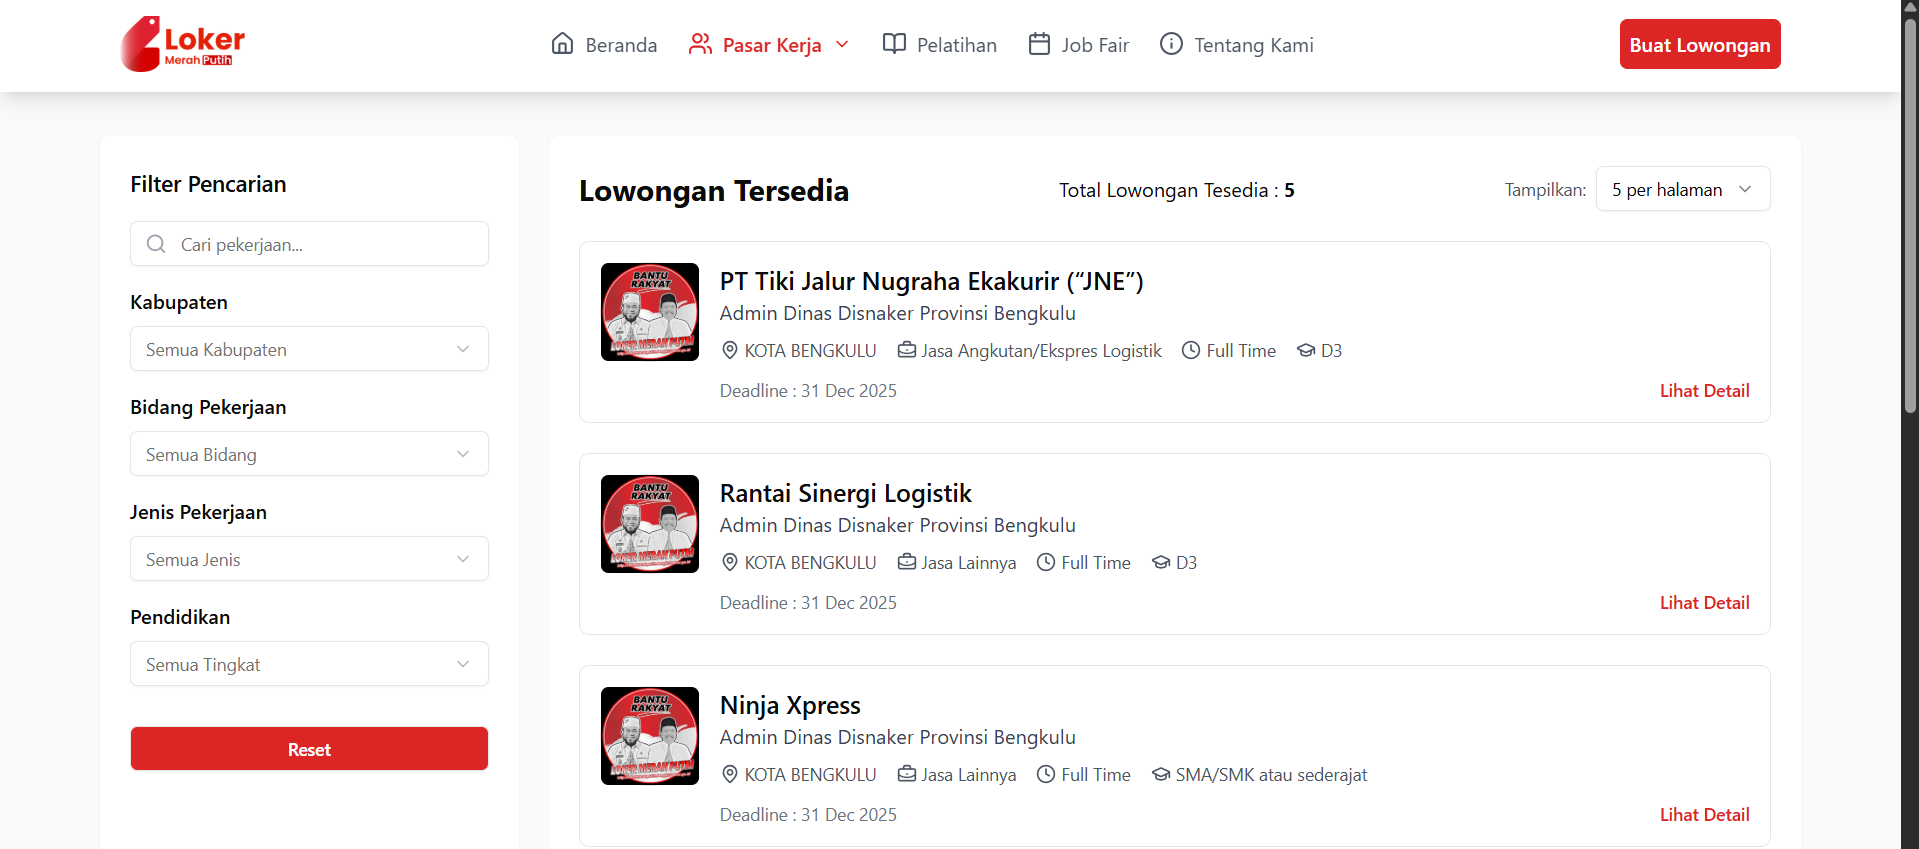 Loker
Merah Putih
Beranda
Pasar Kerja
Pelatihan
Job Fair
Tentang Kami
Buat Lowongan
Filter Pencarian
Cari pekerjaan...
Kabupaten
Semua Kabupaten
Bidang Pekerjaan
Semua Bidang
Jenis Pekerjaan
Semua Jenis
Pendidikan
Semua Tingkat
Reset
Lowongan Tersedia
Total Lowongan Tesedia : 5
Tampilkan:
5 per halaman
BANTU
RAKYAT
LOKER MERAH PUTIH
PT Tiki Jalur Nugraha Ekakurir (“JNE”)
Admin Dinas Disnaker Provinsi Bengkulu
KOTA BENGKULU Jasa Angkutan/Ekspres Logistik Full Time D3
Deadline : 31 Dec 2025
Lihat Detail
BANTU
RAKYAT
LOKER MERAH PUTIH
Rantai Sinergi Logistik
Admin Dinas Disnaker Provinsi Bengkulu
KOTA BENGKULU Jasa Lainnya Full Time D3
Deadline : 31 Dec 2025
Lihat Detail
BANTU
RAKYAT
LOKER MERAH PUTIH
Ninja Xpress
Admin Dinas Disnaker Provinsi Bengkulu
KOTA BENGKULU Jasa Lainnya Full Time SMA/SMK atau sederajat
Deadline : 31 Dec 2025
Lihat Detail